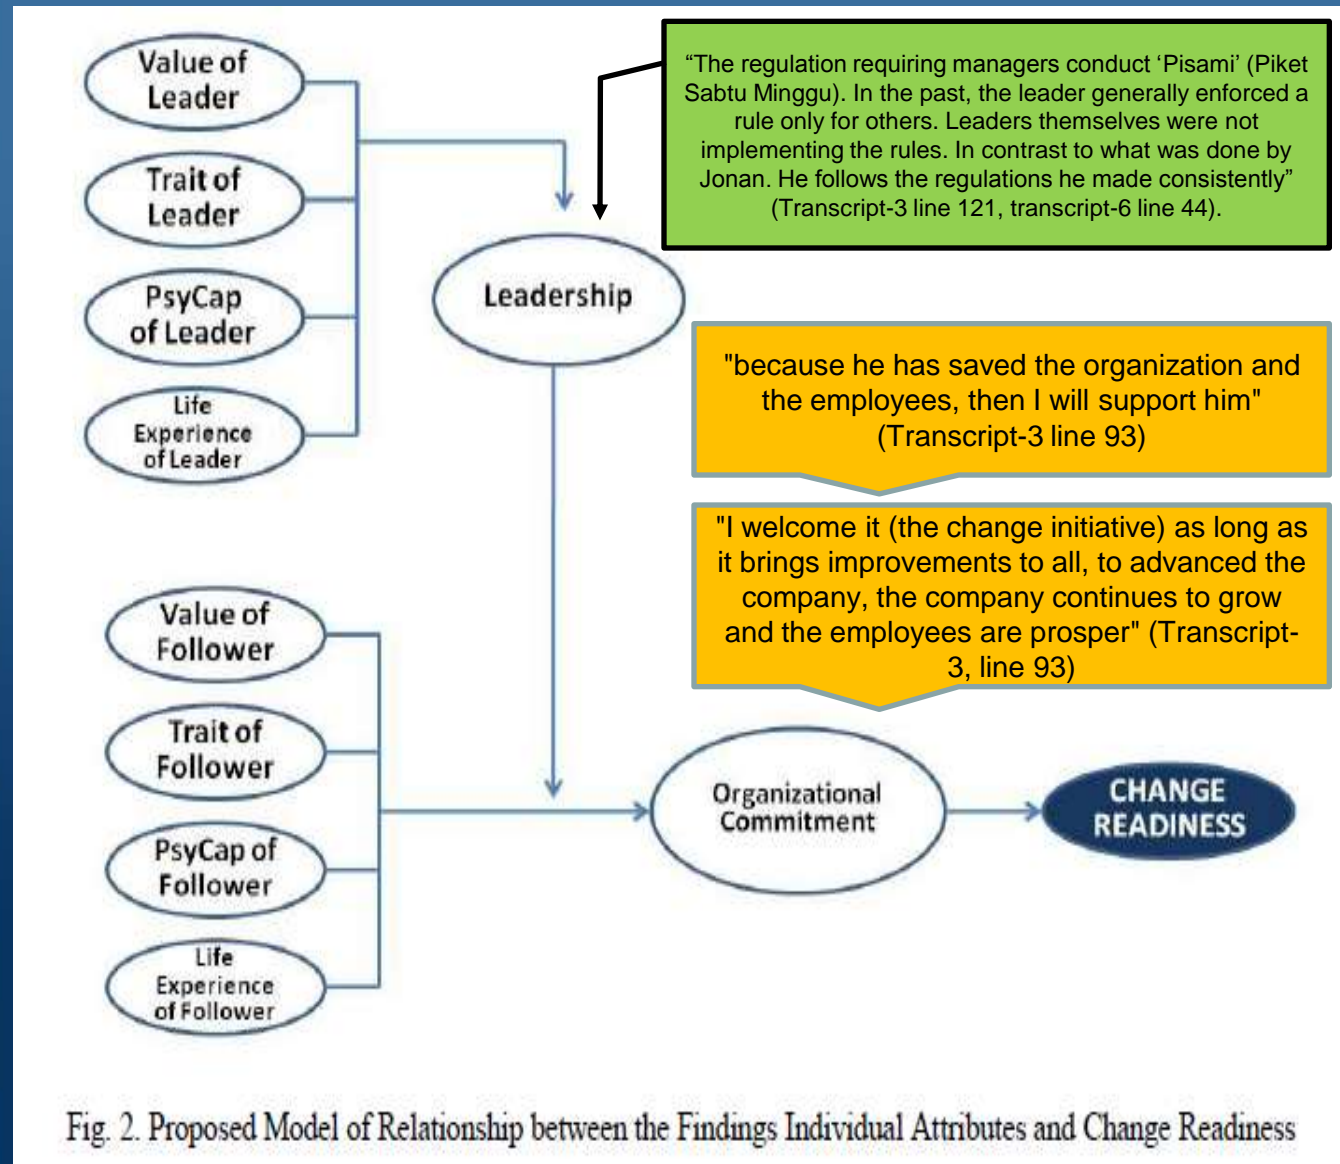 Value of
Leader
Trait of
Leader
PsyCap
of Leader
Life
Experience
of Leader
Leadership
“The regulation requiring managers conduct ‘Pisami’ (Piket
Sabtu Minggu). In the past, the leader generally enforced a
rule only for others. Leaders themselves were not
implementing the rules. In contrast to what was done by
Jonan. He follows the regulations he made consistently”
(Transcript-3 line 121, transcript-6 line 44).
"because he has saved the organization and
the employees, then I will support him"
(Transcript-3 line 93)
"I welcome it (the change initiative) as long as
it brings improvements to all, to advanced the
company, the company continues to grow
and the employees are prosper" (Transcript-
3, line 93)
Value of
Follower
Trait of
Follower
PsyCap of
Follower
Life
Experience
of Follower
Organizational
Commitment
CHANGE
READINESS
Fig. 2. Proposed Model of Relationship between the Findings Individual Attributes and Change Readiness